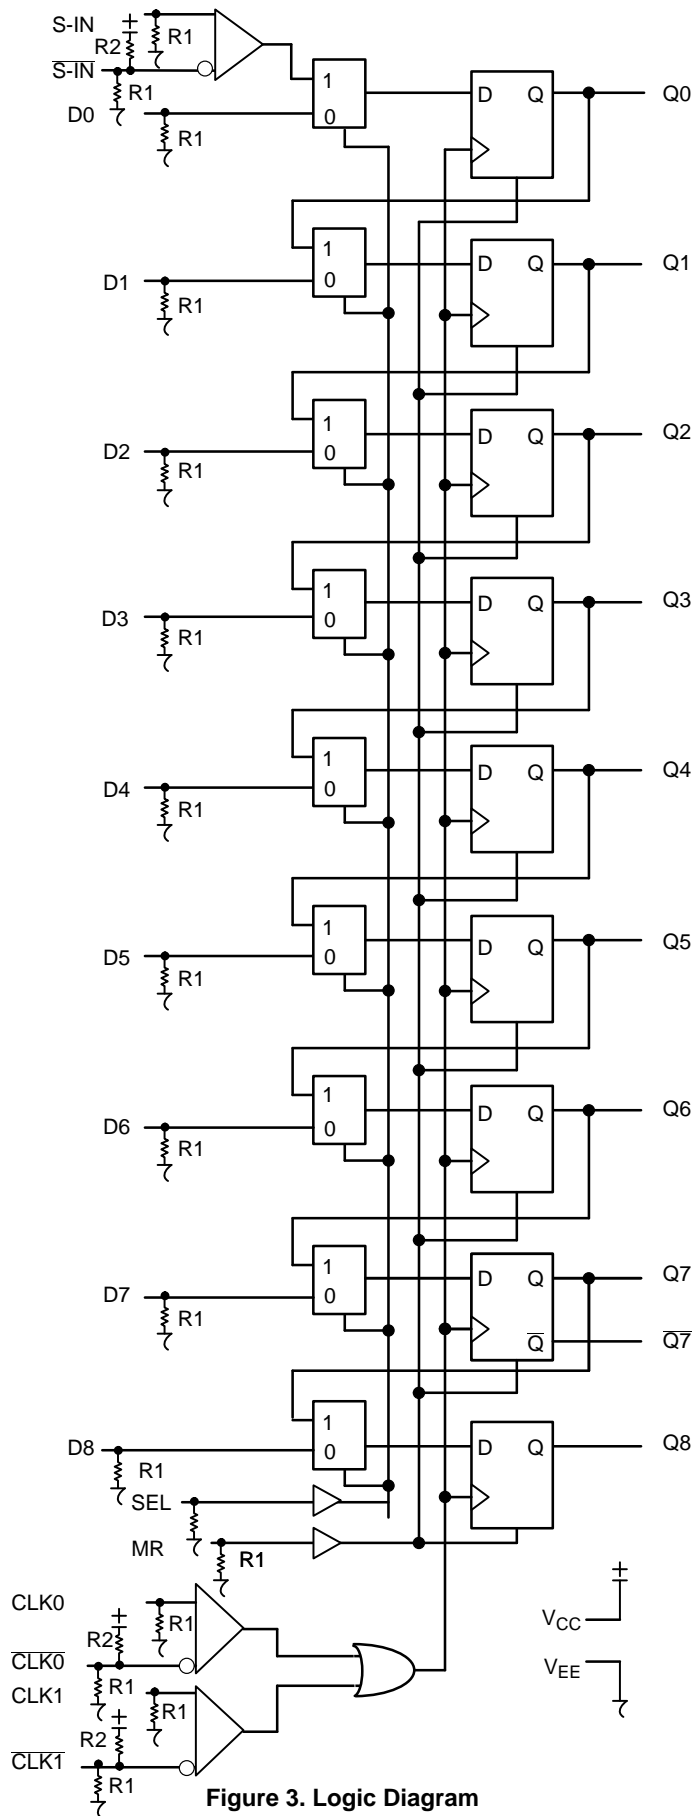 S-IN
R1
R2
S-IN
R1
1
D Q Q0
D0
0
R1
1
D Q Q1
D1
0
R1
1
D Q Q2
D2
0
R1
1
D Q Q3
D3
0
R1
1
D Q Q4
D4
0
R1
1
D Q Q5
D5
0
R1
1
D Q Q6
D6
0
R1
1
D Q Q7
D7
0
R1
Q Q7
1
D Q Q8
D8
0
R1
SEL
MR
R1
CLK0
R1
VCC
R2
CLK0
VEE
R1
CLK1
R1
R2
CLK1
R1
Figure 3. Logic Diagram